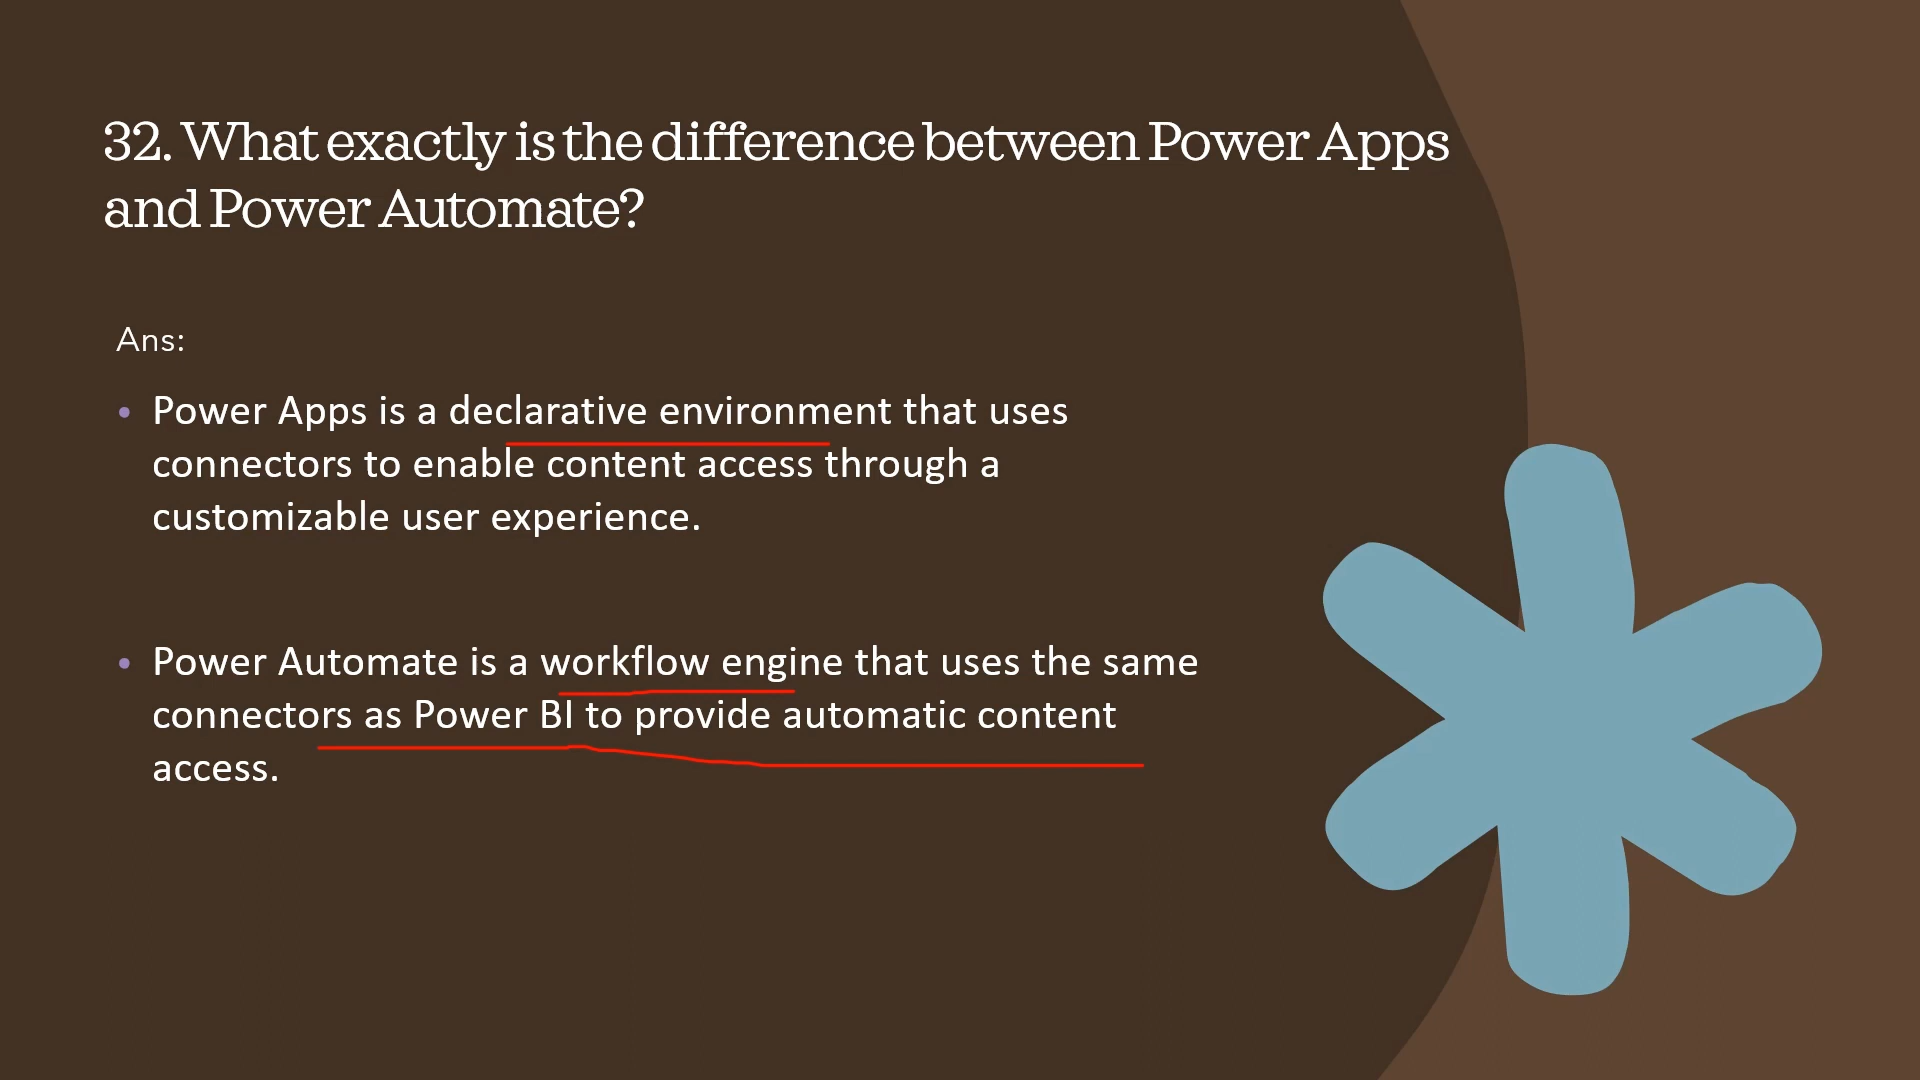 32. What exactly is the difference between Power Apps
and Power Automate?
Ans:
• Power Apps is a declarative environment that uses
connectors to enable content access through a
customizable user experience.
• Power Automate is a workflow engine that uses the same
connectors as Power BI to provide automatic content
access.